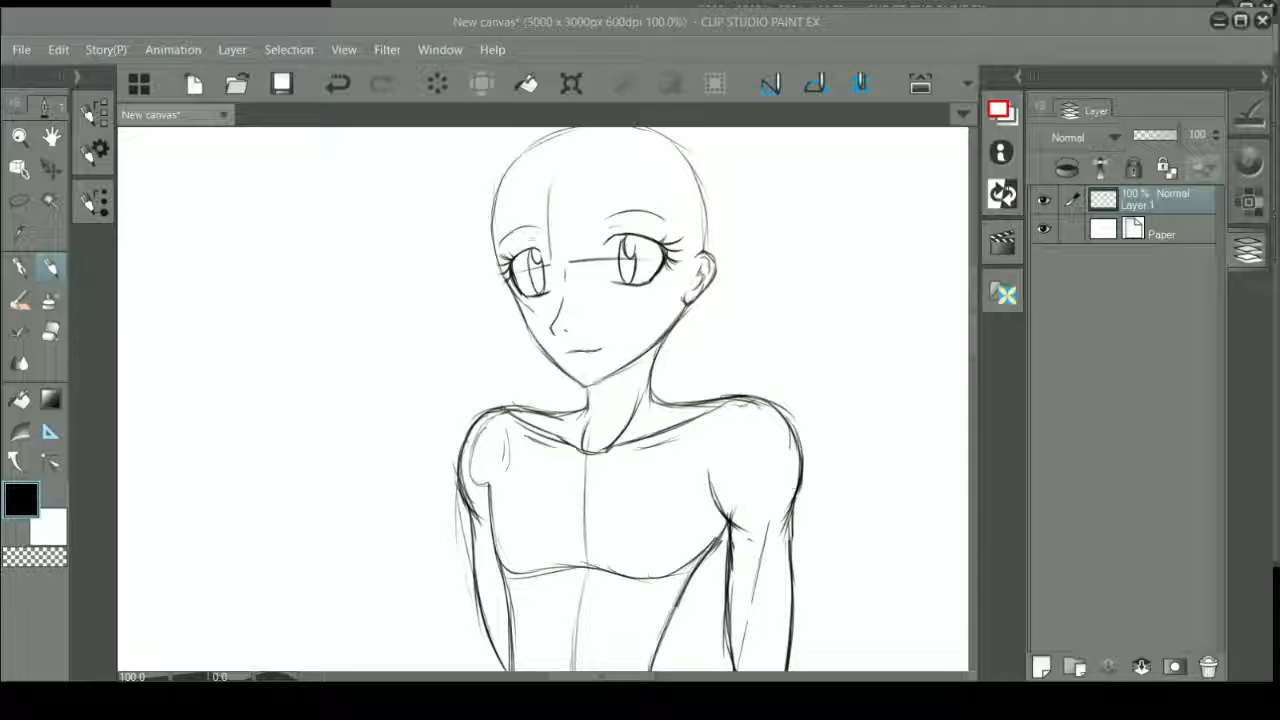 New canvas* (5000 x 3000px 600dpi 100.0%) - CLIP STUDIO PAINT EX
File Edit Story(P) Animation Layer Selection View Filter Window Help
New canvas*
Layer
Normal 100
100 % Normal
Layer 1
Paper
100.0 0.0